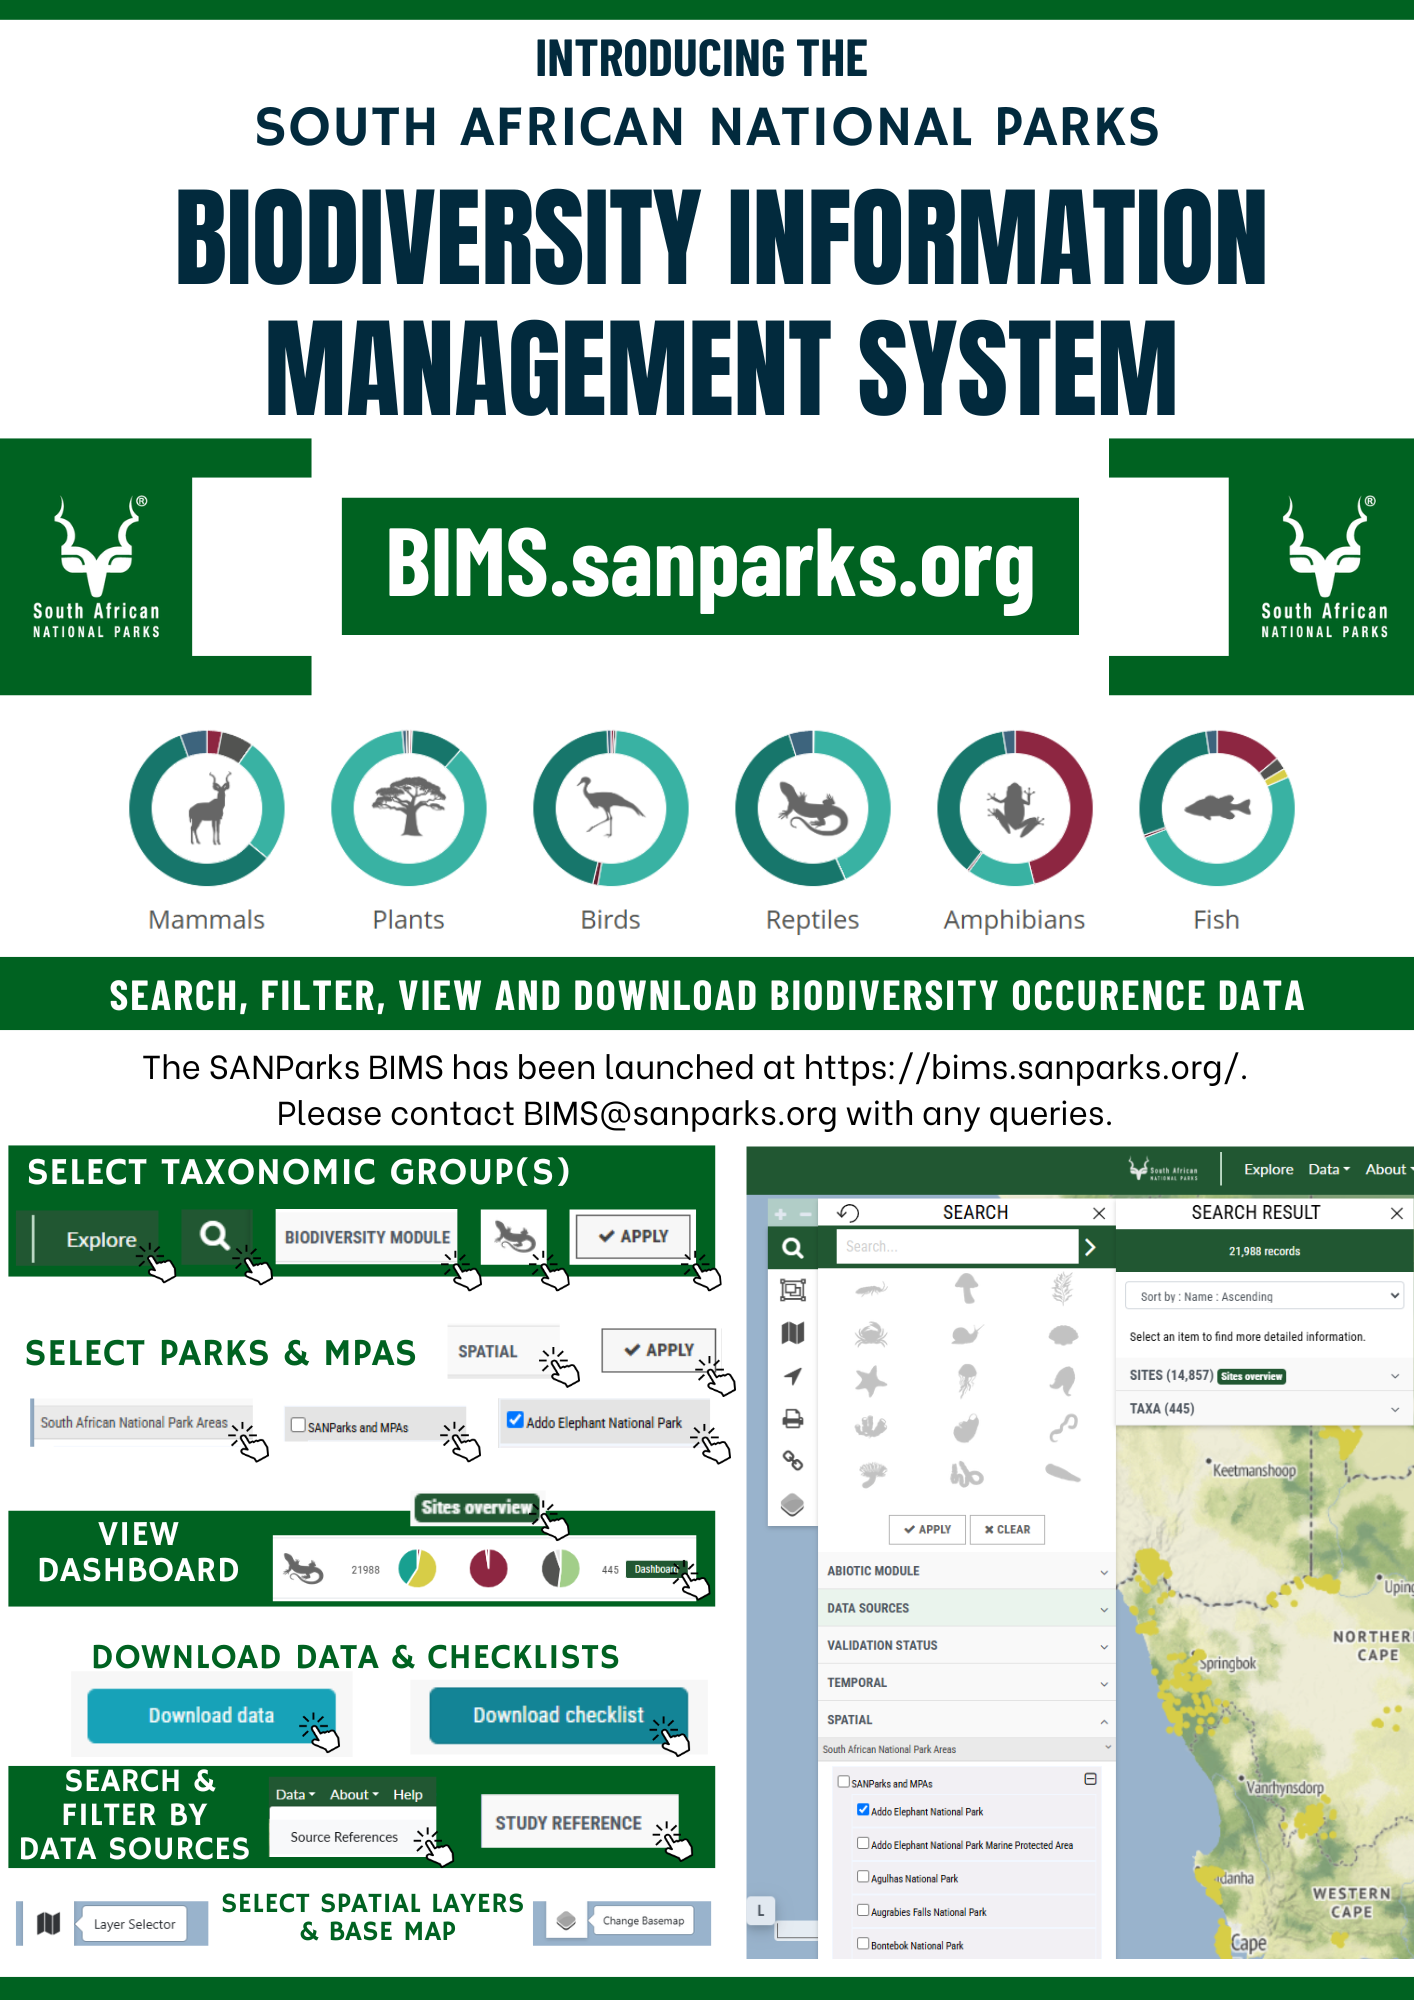 INTRODUCING THE
SOUTH AFRICAN NATIONAL PARKS
BIODIVERSITY INFORMATION
MANAGEMENT SYSTEM
®
South African
NATIONAL PARKS
BIMS.sanparks.org
®
South African
NATIONAL PARKS
Mammals
Plants
Birds
Reptiles
Amphibians
Fish
SEARCH, FILTER, VIEW AND DOWNLOAD BIODIVERSITY OCCURENCE DATA
The SANParks BIMS has been launched at https://bims.sanparks.org/.
Please contact BIMS@sanparks.org with any queries.
SELECT TAXONOMIC GROUP(S)
Explore
BIODIVERSITY MODULE
APPLY
SELECT PARKS & MPAS
SPATIAL
APPLY
South African National Park Areas
SANParks and MPAs
Addo Elephant National Park
Sites overview
VIEW
DASHBOARD
21988
445
Dashboard
DOWNLOAD DATA & CHECKLISTS
Download data
Download checklist
SEARCH &
FILTER BY
DATA SOURCES
Data
About
Help
Source References
STUDY REFERENCE
Layer Selector
SELECT SPATIAL LAYERS
& BASE MAP
Change Basemap
South African
NATIONAL PARKS
Explore
Data
About
SEARCH
Search...
APPLY
CLEAR
ABIOTIC MODULE
DATA SOURCES
VALIDATION STATUS
TEMPORAL
SPATIAL
South African National Park Areas
SANParks and MPAs
Addo Elephant National Park
Addo Elephant National Park Marine Protected Area
Agulhas National Park
Augrabies Falls National Park
Bontebok National Park
L
SEARCH RESULT
21,988 records
Sort by : Name : Ascending
Select an item to find more detailed information.
SITES (14,857) Sites overview
TAXA (445)
Keetmanshoop
Uping
NORTHER
CAPE
Springbok
Vanrhynsdorp
danha
WESTERN
CAPE
Cape